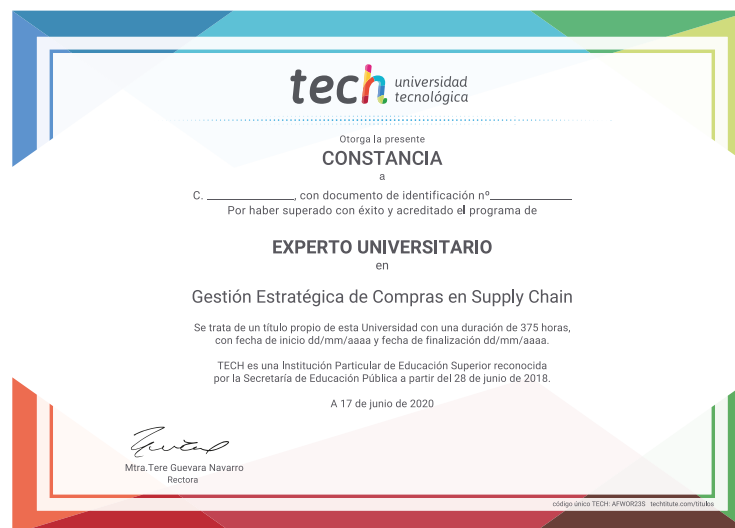 tech universidad
tecnológica
Otorga la presente
CONSTANCIA
a
C. ______________, con documento de identificación nº______________
Por haber superado con éxito y acreditado el programa de
EXPERTO UNIVERSITARIO
en
Gestión Estratégica de Compras en Supply Chain
Se trata de un título propio de esta Universidad con una duración de 375 horas,
con fecha de inicio dd/mm/aaaa y fecha de finalización dd/mm/aaaa.
TECH es una Institución Particular de Educación Superior reconocida
por la Secretaría de Educación Pública a partir del 28 de junio de 2018.
A 17 de junio de 2020
Mtra.Tere Guevara Navarro
Rectora
código único TECH: AFWOR23S techtitute.com/títulos